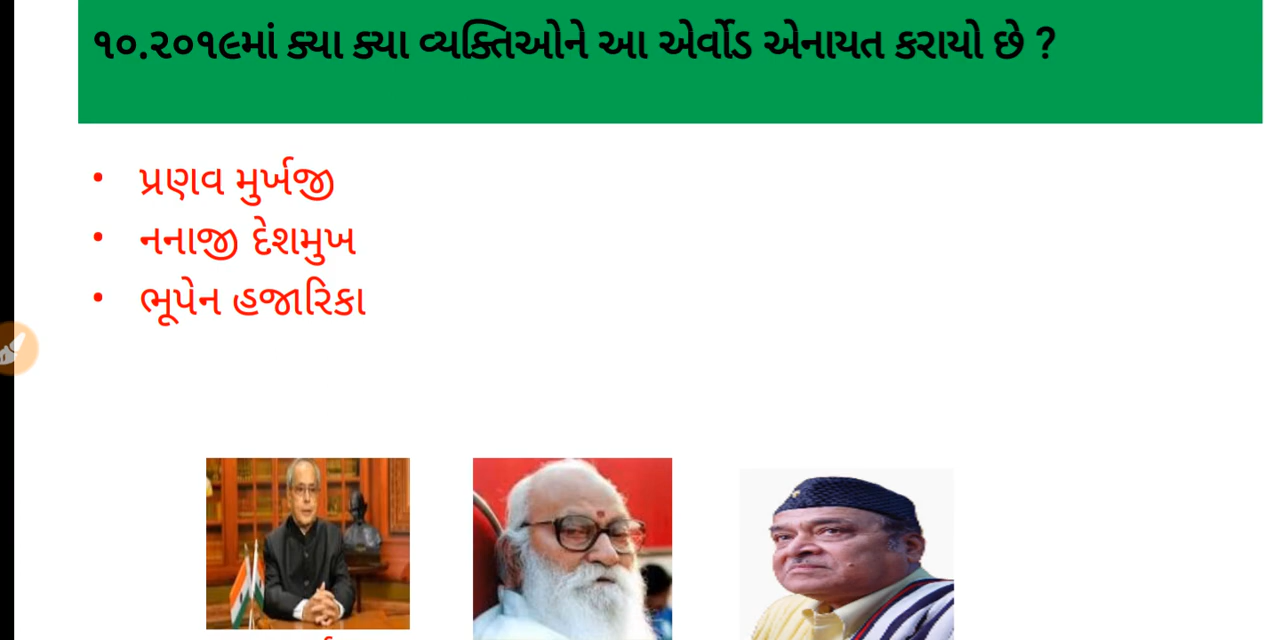 ૧૦.૨૦૧૯માં ક્યા ક્યા વ્યક્તિઓને આ એર્વોડ એનાયત કરાયો છે ?
• પ્રણવ મુર્ખજી
• નનાજી દેશમુખ
• ભૂપેન હજારિકા